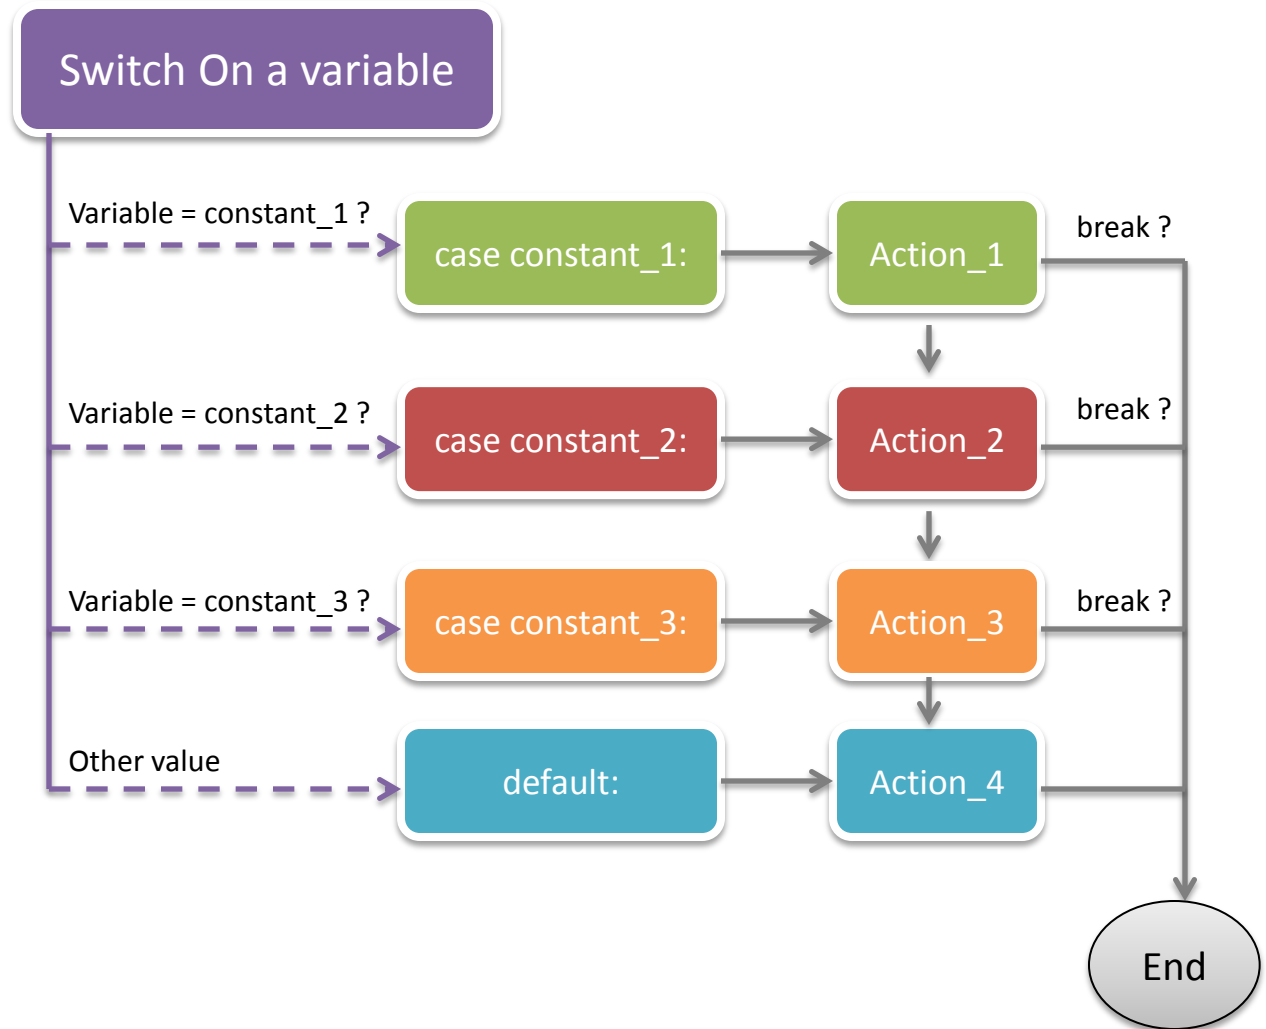 Switch On a variable
Variable = constant_1 ?
case constant_1:
Action_1
break ?
Variable = constant_2 ?
case constant_2:
Action_2
break ?
Variable = constant_3 ?
case constant_3:
Action_3
break ?
Other value
default:
Action_4
End